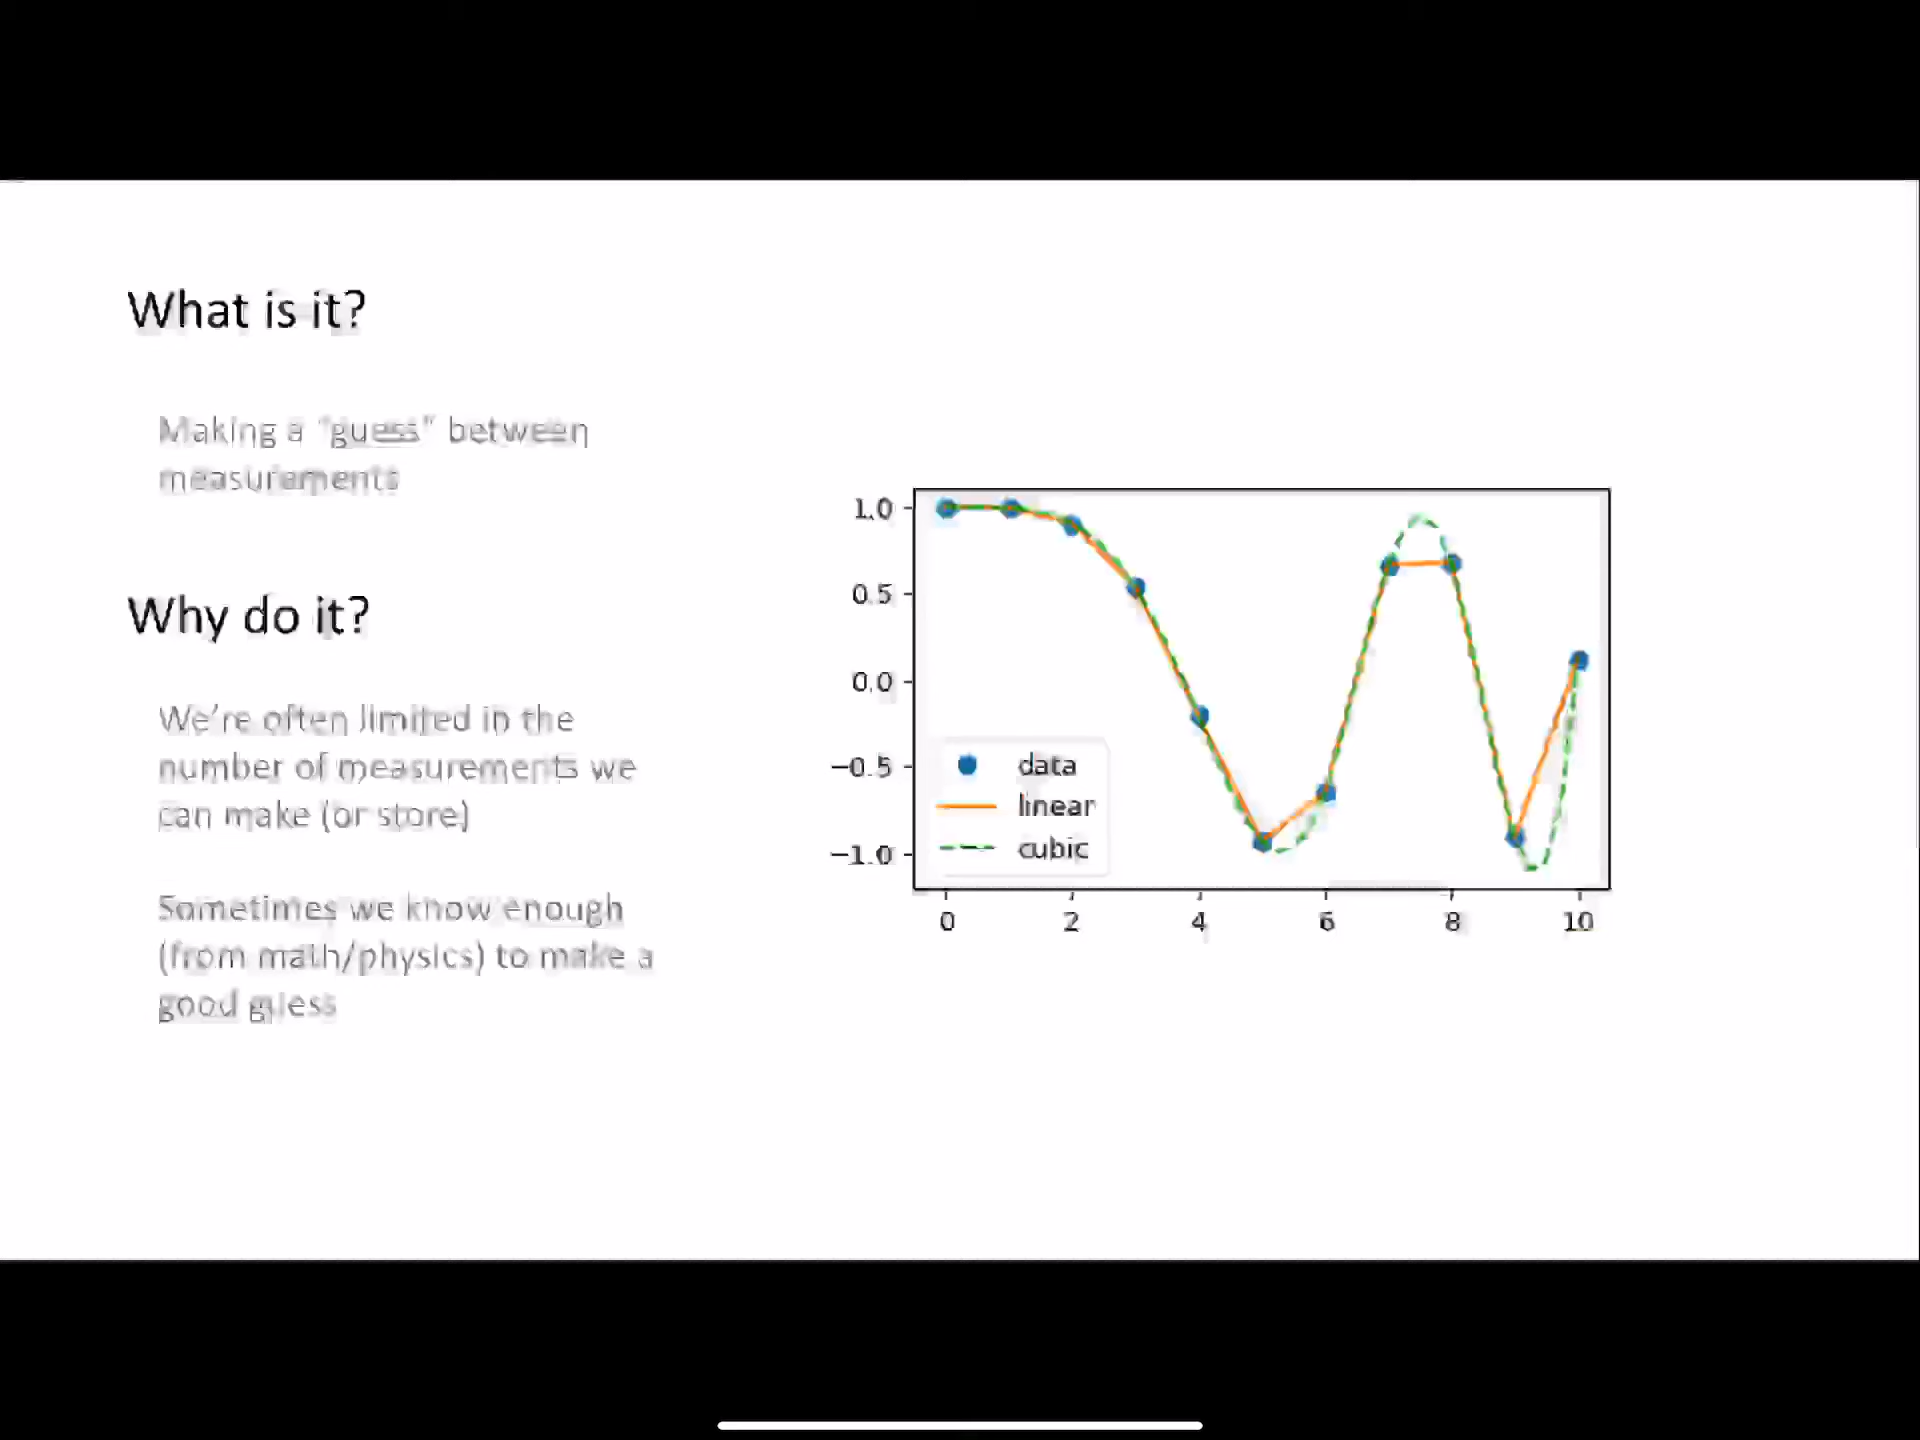 What is it?
Making a "guess" between
measurements
Why do it?
We're often limited in the
number of measurements we
can make (or store)
Sometimes we know enough
(from math/physics) to make a
good guess
1.0
0.5
0.0
−0.5
−1.0
data
linear
cubic
0 2 4 6 8 10